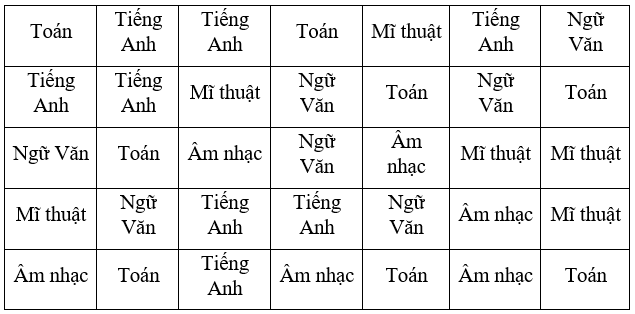 Toán Tiếng Anh Tiếng Anh Toán Mĩ thuật Tiếng Anh Ngữ Văn
Tiếng Anh Tiếng Anh Mĩ thuật Ngữ Văn Toán Ngữ Văn Toán
Ngữ Văn Toán Âm nhạc Ngữ Văn Âm nhạc Mĩ thuật Mĩ thuật
Mĩ thuật Ngữ Văn Tiếng Anh Tiếng Anh Ngữ Văn Âm nhạc Mĩ thuật
Âm nhạc Toán Tiếng Anh Âm nhạc Toán Âm nhạc Toán